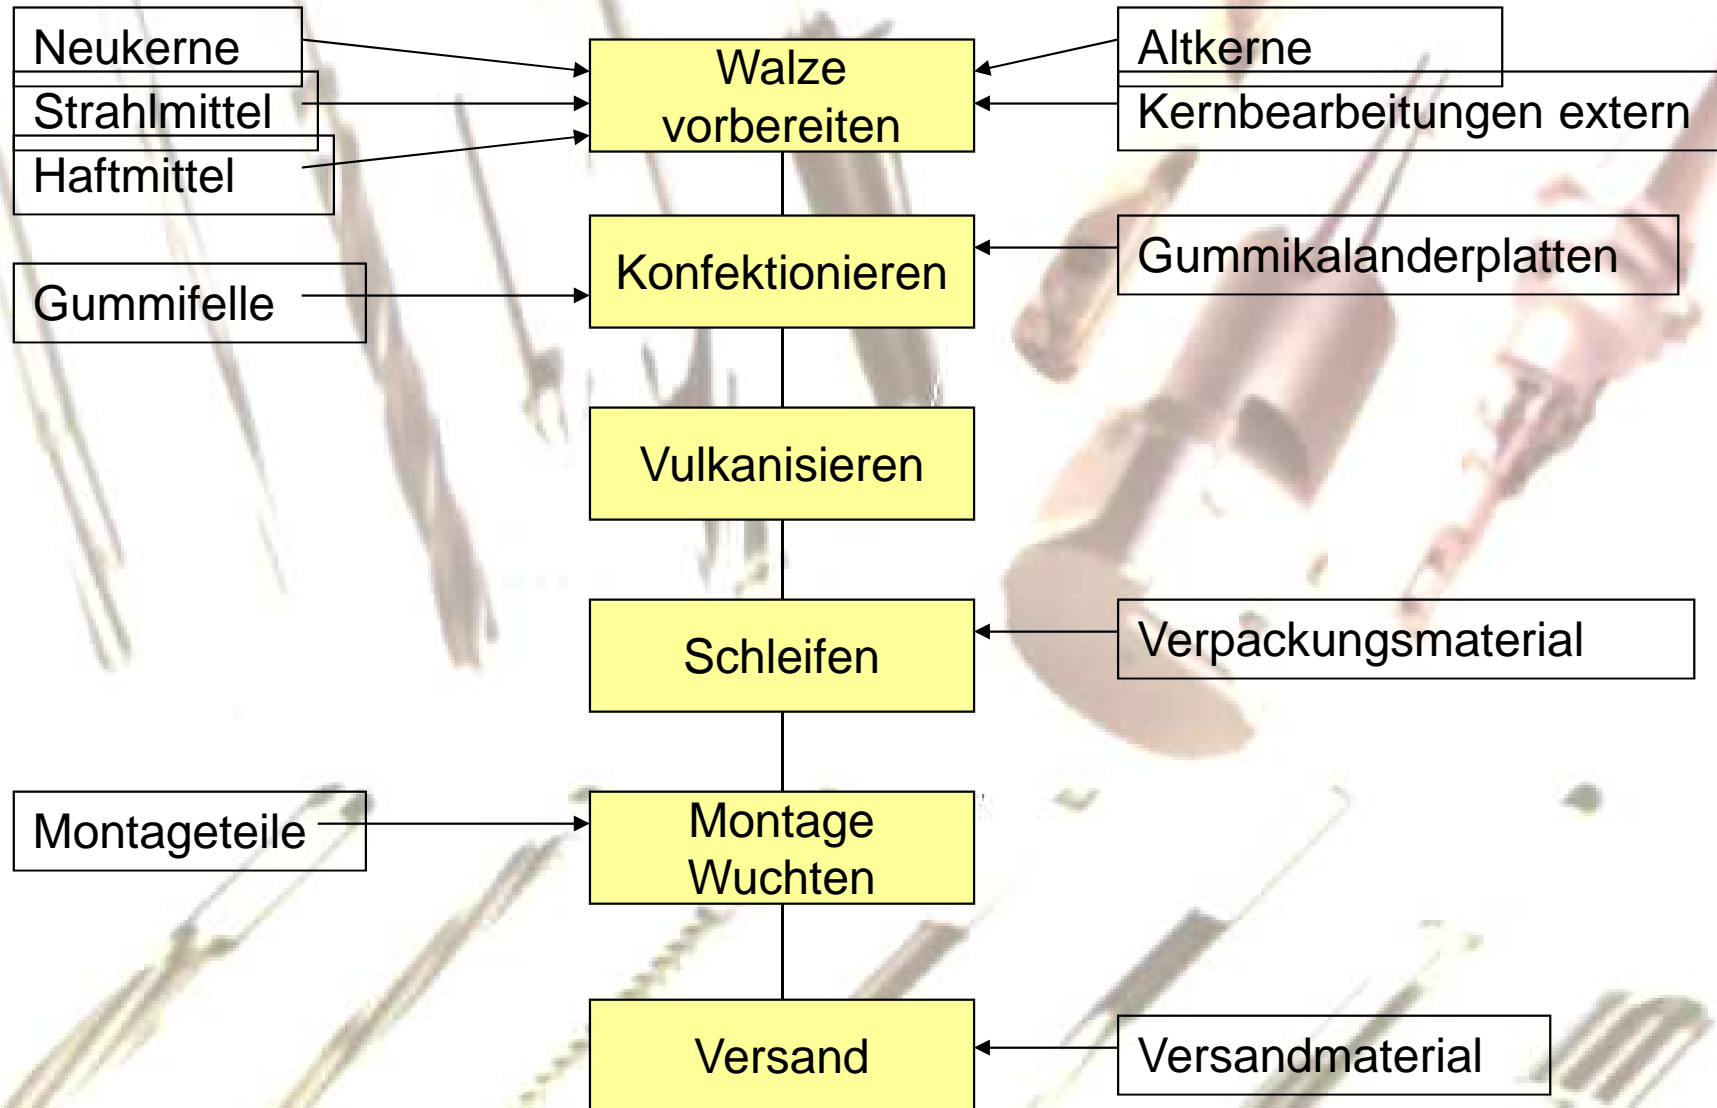 Neukerne
Strahlmittel
Haftmittel
Walze
vorbereiten
Altkerne
Kernbearbeitungen extern
Gummifelle
Konfektionieren
Gummikalanderplatten
Vulkanisieren
Schleifen
Verpackungsmaterial
Montageteile
Montage
Wuchten
Versand
Versandmaterial